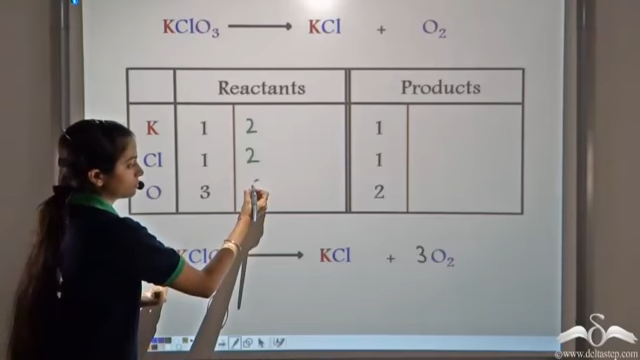 KClO₃ → KCl + O₂
Reactants Products
K 1 2 1
Cl 1 2 1
O 3 2
KClO → KCl + 3O₂
©www.deltastep.com